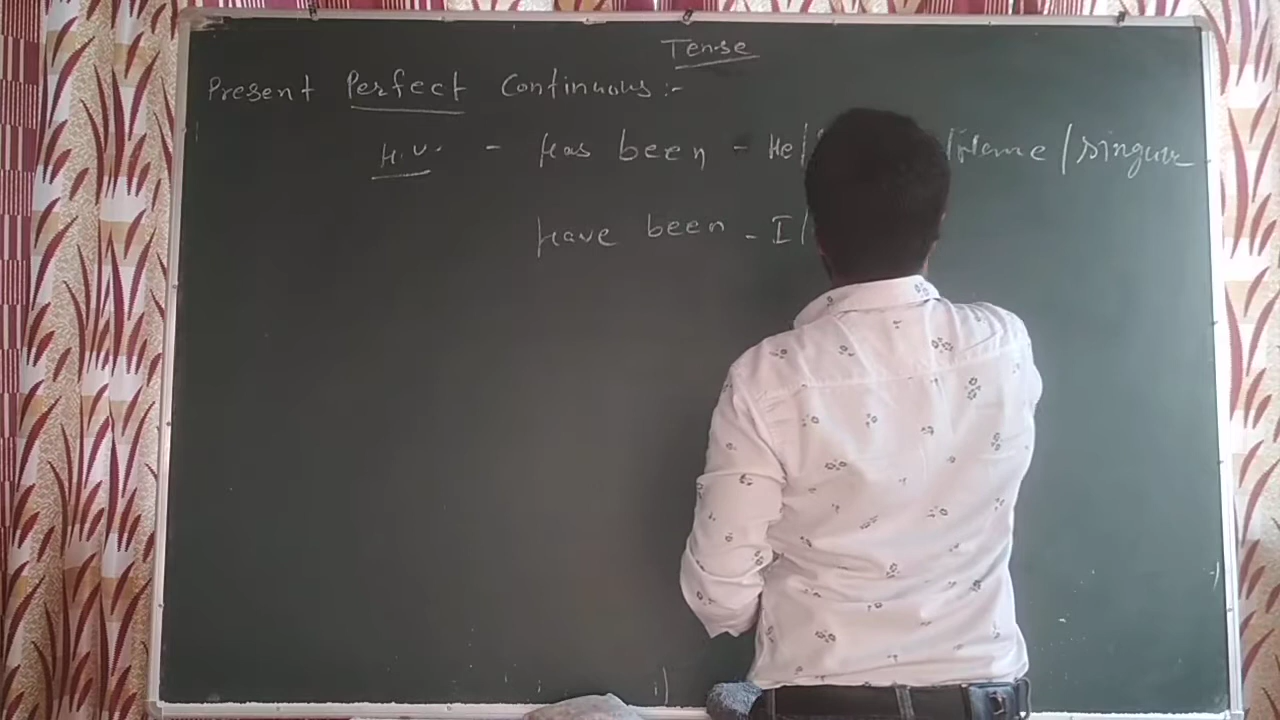 Tense
Present Perfect Continuous :-
H.V. - Has been - He/ /Name/singular
Have been - I/